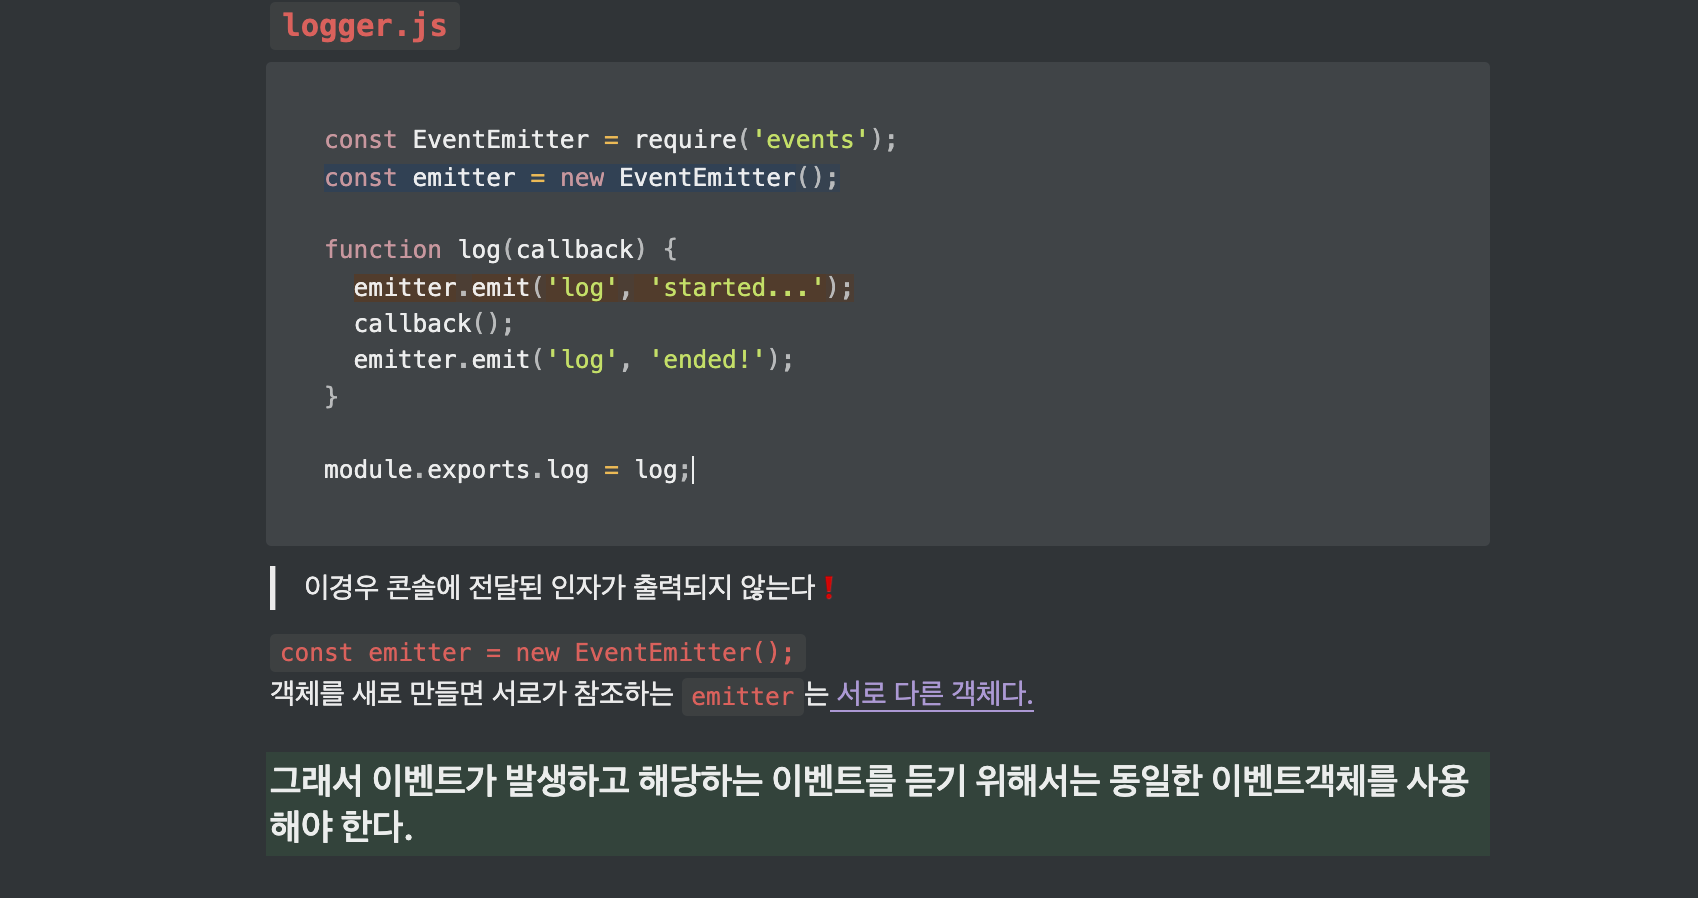 logger.js
const EventEmitter = require('events');
const emitter = new EventEmitter();
function log(callback) {
emitter.emit('log', 'started...');
callback();
emitter.emit('log', 'ended!');
}
module.exports.log = log;
이경우 콘솔에 전달된 인자가 출력되지 않는다❗
const emitter = new EventEmitter();
객체를 새로 만들면 서로가 참조하는 emitter 는 서로 다른 객체다.
그래서 이벤트가 발생하고 해당하는 이벤트를 듣기 위해서는 동일한 이벤트객체를 사용
해야 한다.